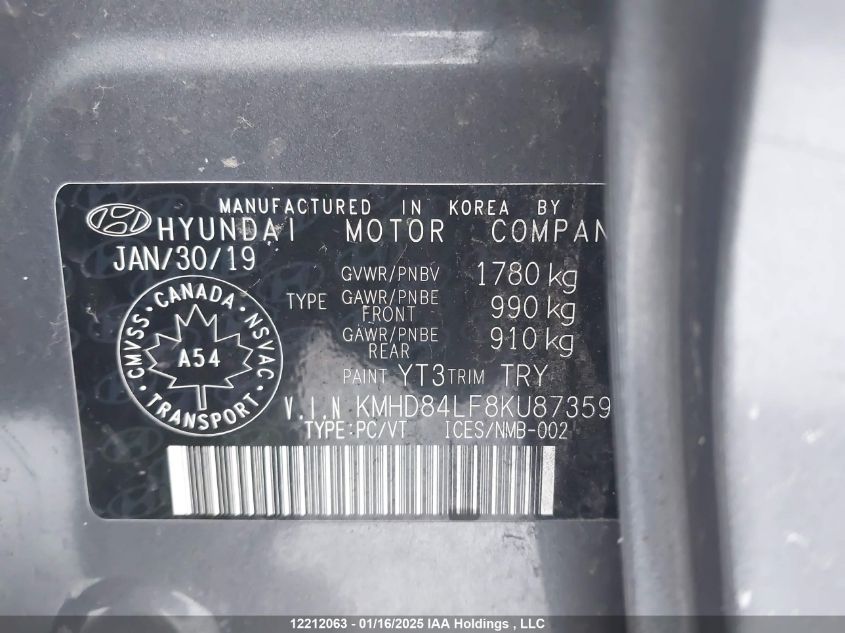 MANUFACTURED IN KOREA BY
HYUNDAI MOTOR COMPAN
JAN/30/19
GVWR/PNBV 1780 kg
TYPE GAWR/PNBE FRONT 990 kg
GAWR/PNBE REAR 910 kg
PAINT YT3 TRIM TRY
V.I.N KMHD84LF8KU87359
TYPE:PC/VT ICES/NMB-002
CANADA
CMVSS NSVAC
A54
TRANSPORT
12212063 - 01/16/2025 IAA Holdings , LLC